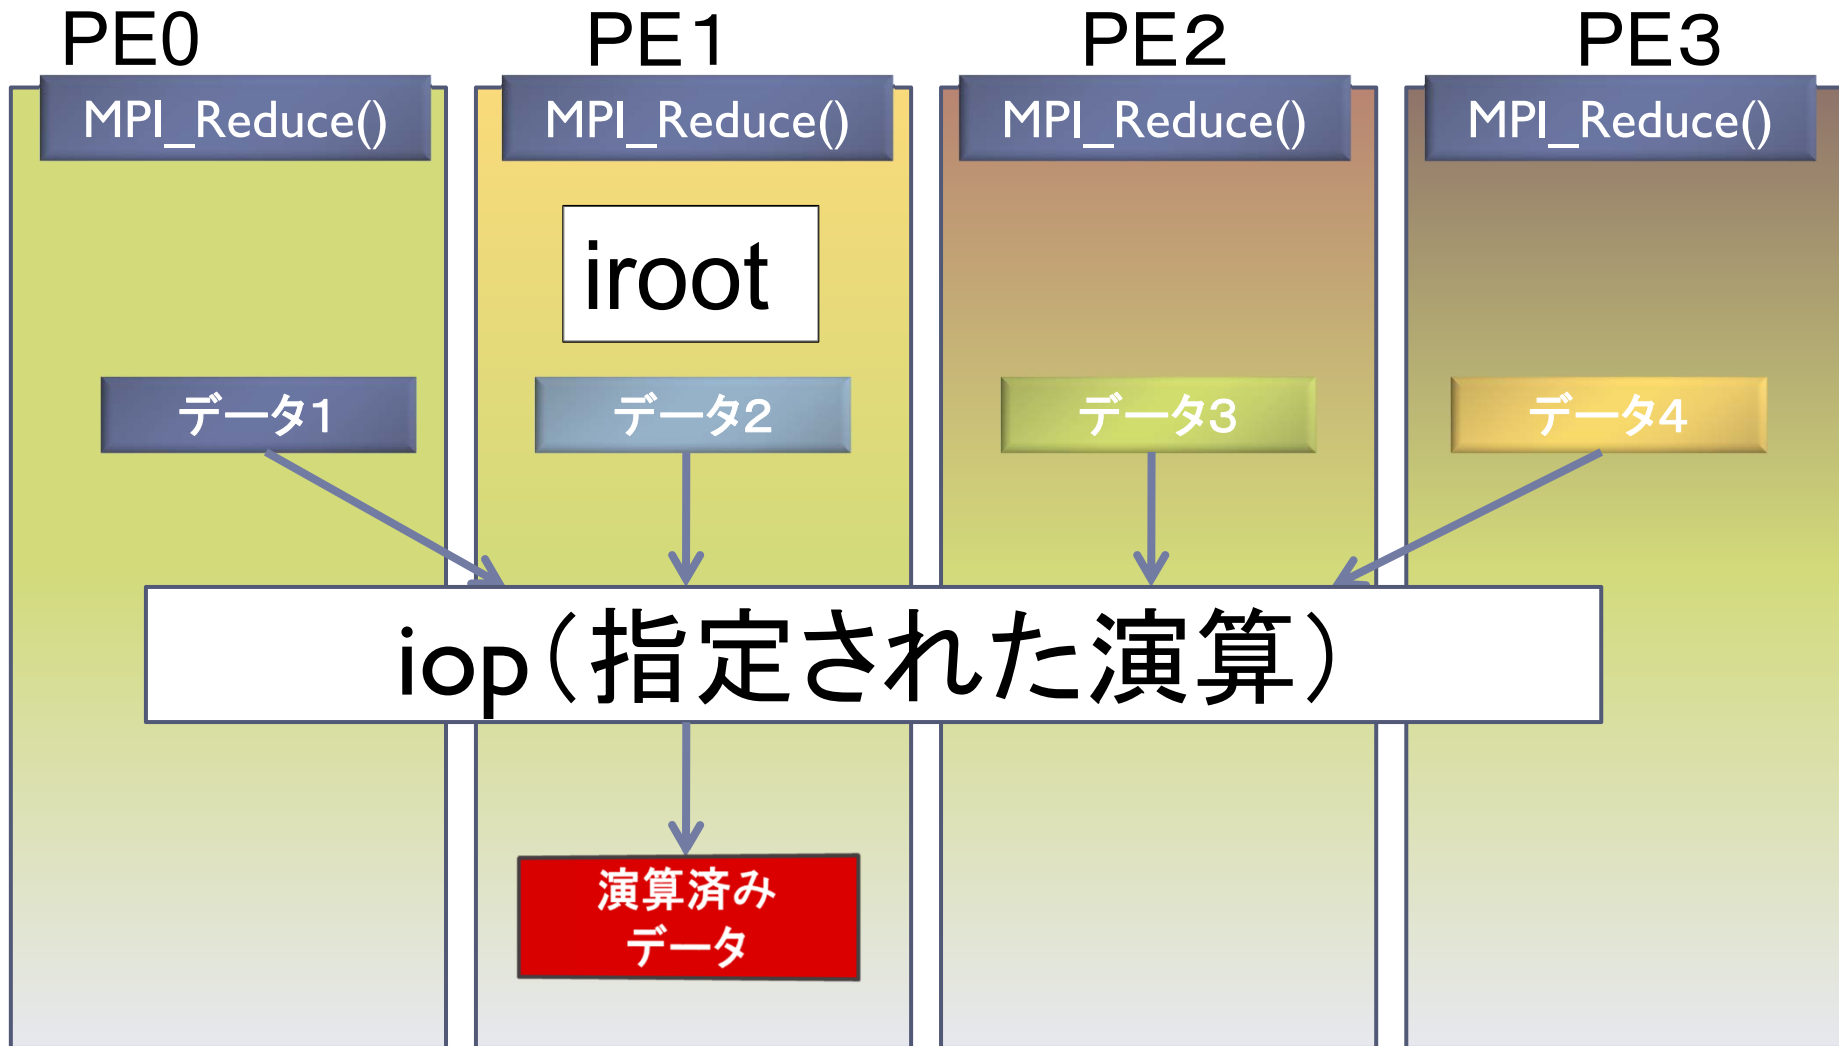 PE0
PE1
PE2
PE3
MPI_Reduce()
MPI_Reduce()
MPI_Reduce()
MPI_Reduce()
iroot
データ1
データ2
データ3
データ4
iop（指定された演算）
演算済み
データ